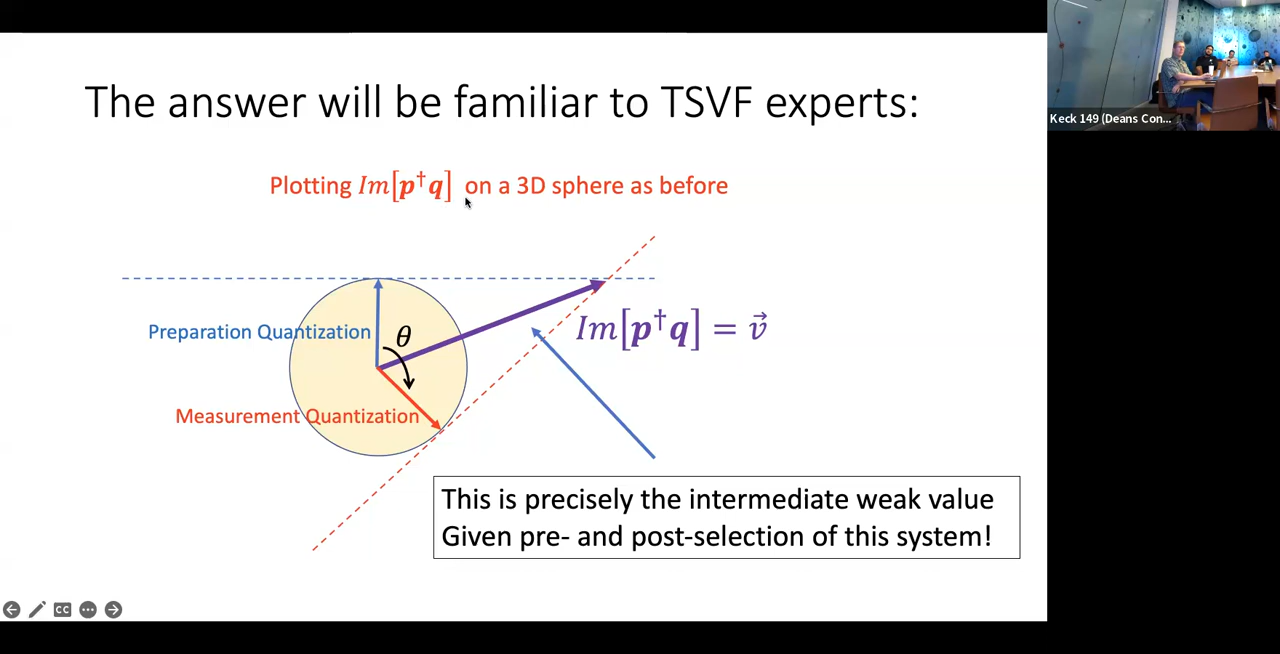 The answer will be familiar to TSVF experts:
Keck 149 (Deans Con...
Plotting Im[p†q] on a 3D sphere as before
Preparation Quantization
θ
Im[p†q] = v⃗
Measurement Quantization
This is precisely the intermediate weak value
Given pre- and post-selection of this system!
CC